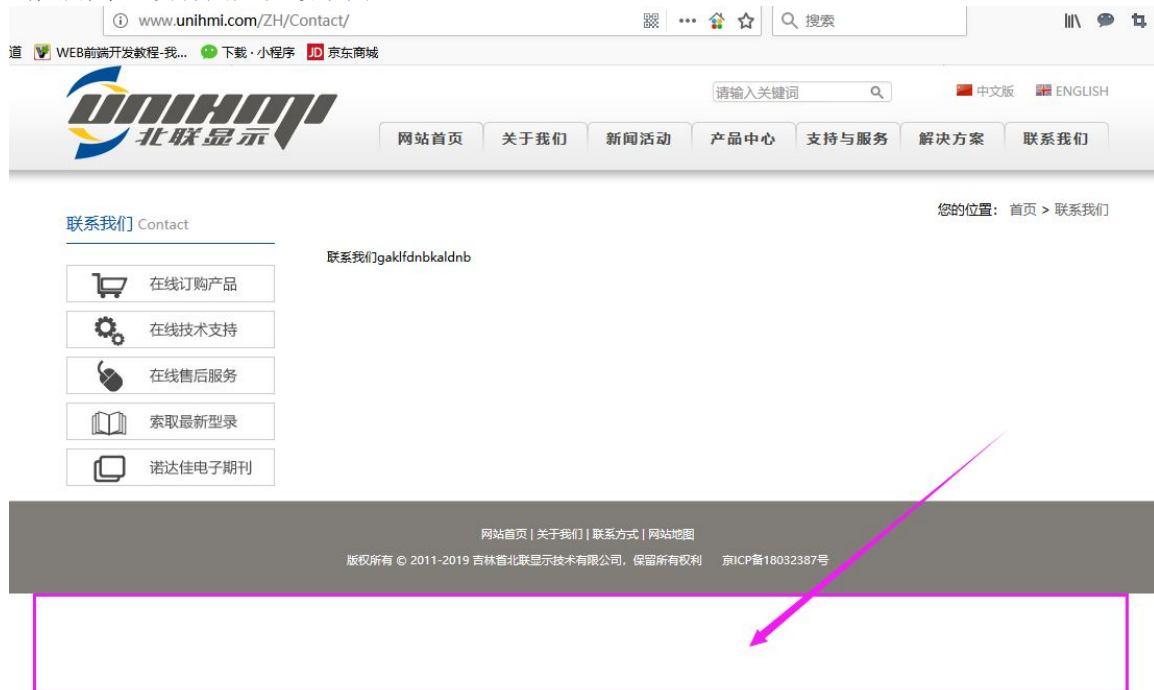 www.unihmi.com/ZH/Contact/
搜索
道 WEB前端开发教程-我... 下载·小程序 JD 京东商城
UNIHMI
北联显示
请输入关键词
中文版 ENGLISH
网站首页 关于我们 新闻活动 产品中心 支持与服务 解决方案 联系我们
联系我们 Contact
您的位置： 首页 > 联系我们
联系我们gaklfdnbkaldnb
在线订购产品
在线技术支持
在线售后服务
索取最新型录
诺达佳电子期刊
网站首页 | 关于我们 | 联系方式 | 网站地图
版权所有 © 2011-2019 吉林省北联显示技术有限公司，保留所有权利 京ICP备18032387号